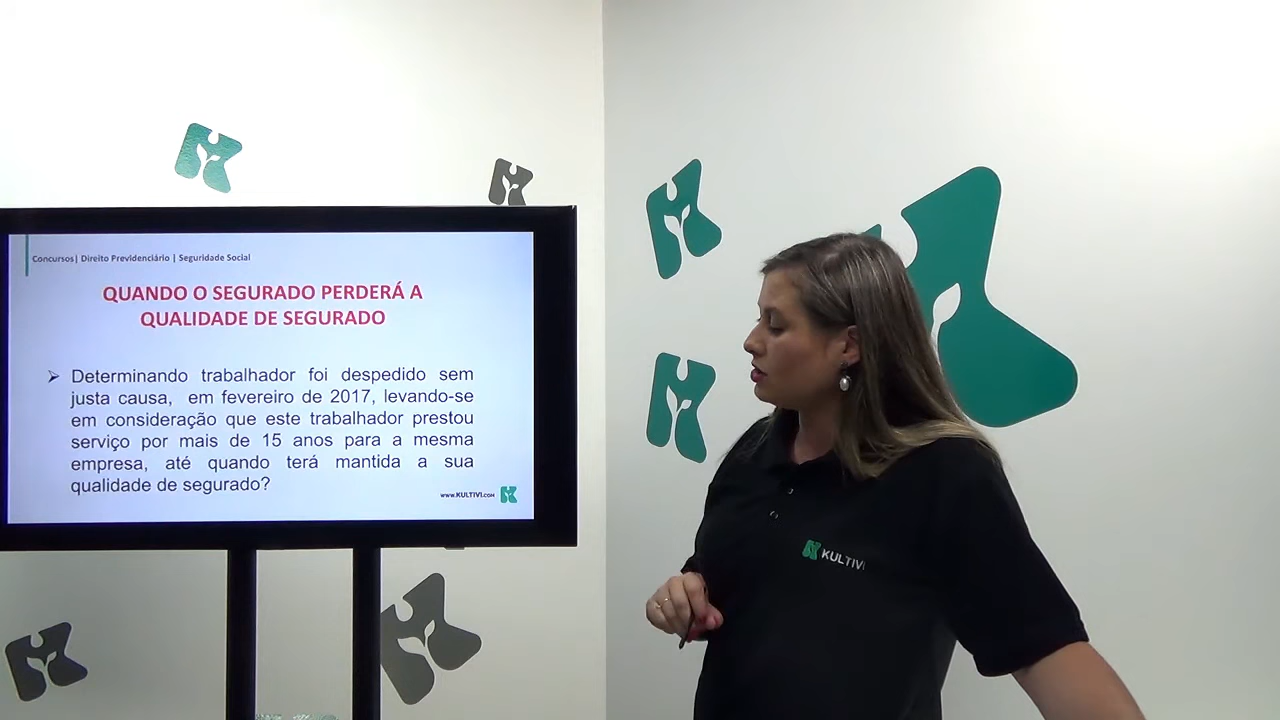 Concursos| Direito Previdenciário | Seguridade Social
QUANDO O SEGURADO PERDERÁ A
QUALIDADE DE SEGURADO
➢ Determinando trabalhador foi despedido sem
justa causa, em fevereiro de 2017, levando-se
em consideração que este trabalhador prestou
serviço por mais de 15 anos para a mesma
empresa, até quando terá mantida a sua
qualidade de segurado?
www.KULTIVI.COM
KULTIVI